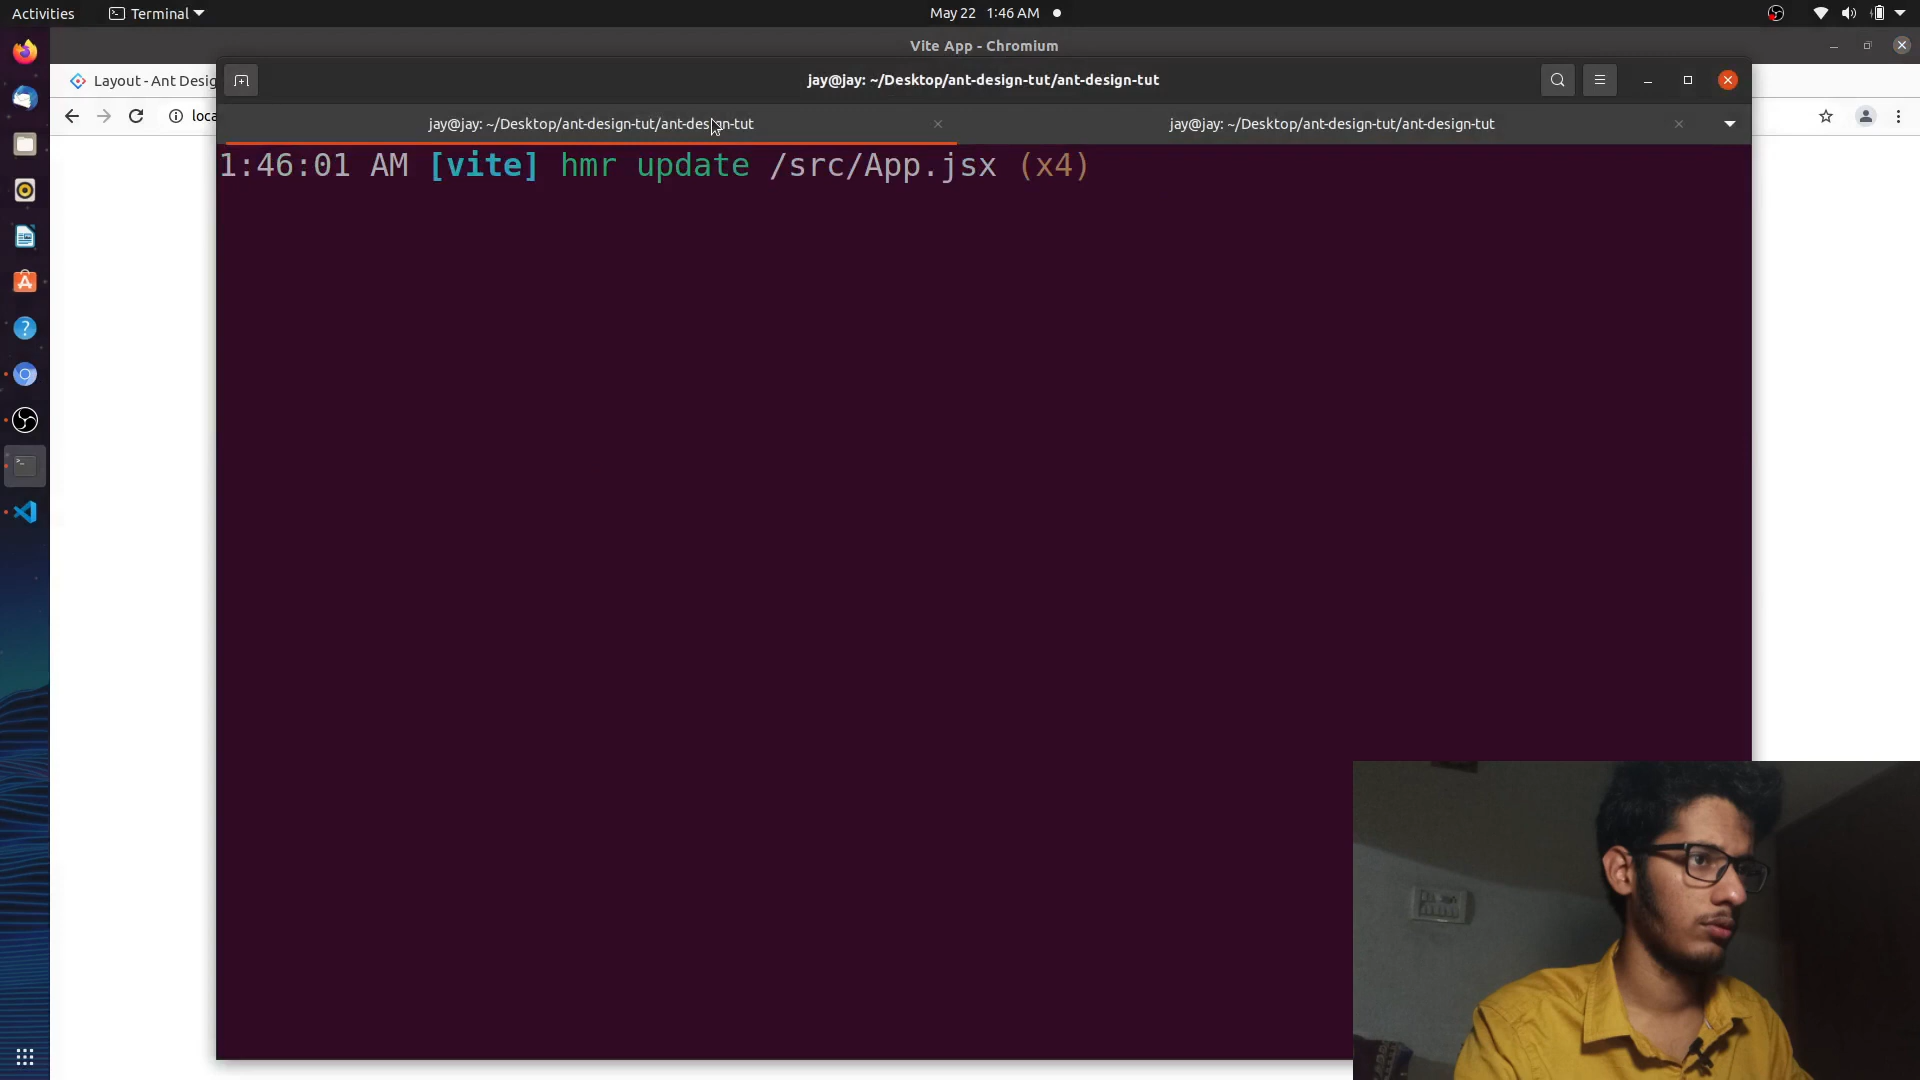 Activities
Terminal
May 22 1:46 AM
Vite App - Chromium
Layout - Ant Desig
jay@jay: ~/Desktop/ant-design-tut/ant-design-tut
loca
jay@jay: ~/Desktop/ant-design-tut/ant-design-tut
jay@jay: ~/Desktop/ant-design-tut/ant-design-tut
1:46:01 AM [vite] hmr update /src/App.jsx (x4)